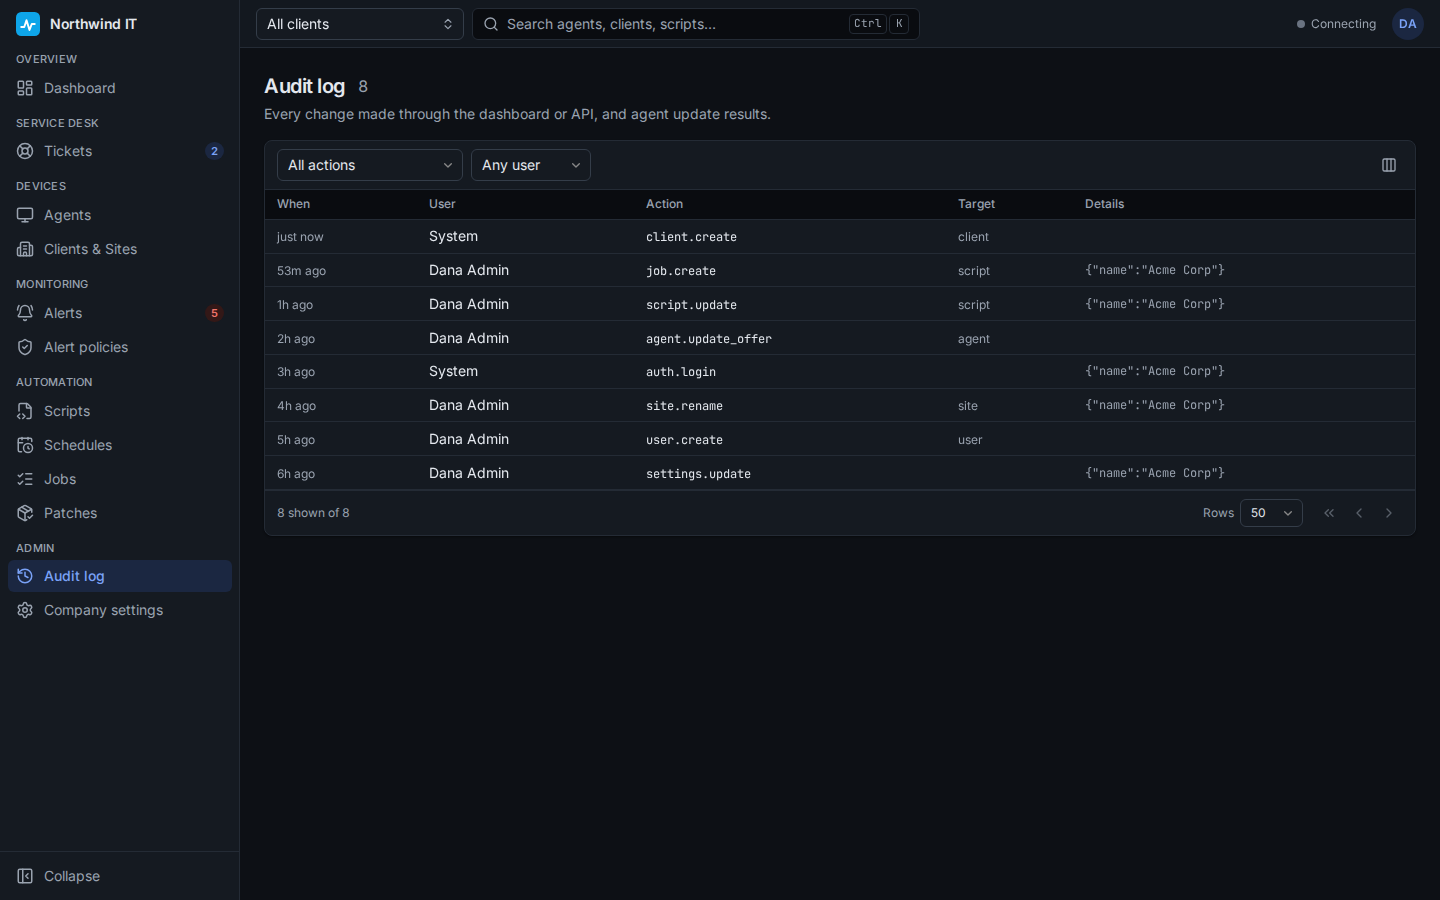 Northwind IT
All clients
Search agents, clients, scripts...
Ctrl K
Connecting
DA
OVERVIEW
Dashboard
SERVICE DESK
Tickets 2
DEVICES
Agents
Clients & Sites
MONITORING
Alerts 5
Alert policies
AUTOMATION
Scripts
Schedules
Jobs
Patches
ADMIN
Audit log
Company settings
Collapse
Audit log 8
Every change made through the dashboard or API, and agent update results.
All actions
Any user
When User Action Target Details
just now System client.create client
53m ago Dana Admin job.create script {"name":"Acme Corp"}
1h ago Dana Admin script.update script {"name":"Acme Corp"}
2h ago Dana Admin agent.update_offer agent
3h ago System auth.login {"name":"Acme Corp"}
4h ago Dana Admin site.rename site {"name":"Acme Corp"}
5h ago Dana Admin user.create user
6h ago Dana Admin settings.update {"name":"Acme Corp"}
8 shown of 8
Rows 50